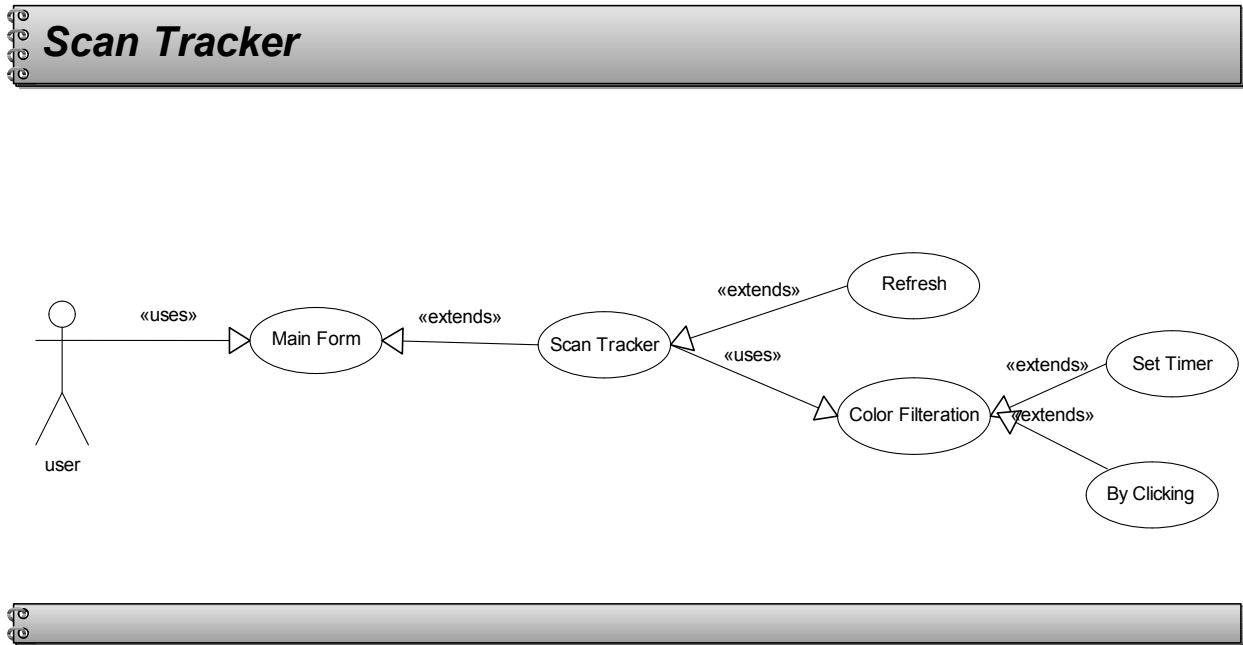 Scan Tracker
«uses»
Main Form
«extends»
Scan Tracker
«extends»
Refresh
«uses»
Color Filteration
«extends»
Set Timer
«extends»
By Clicking
user